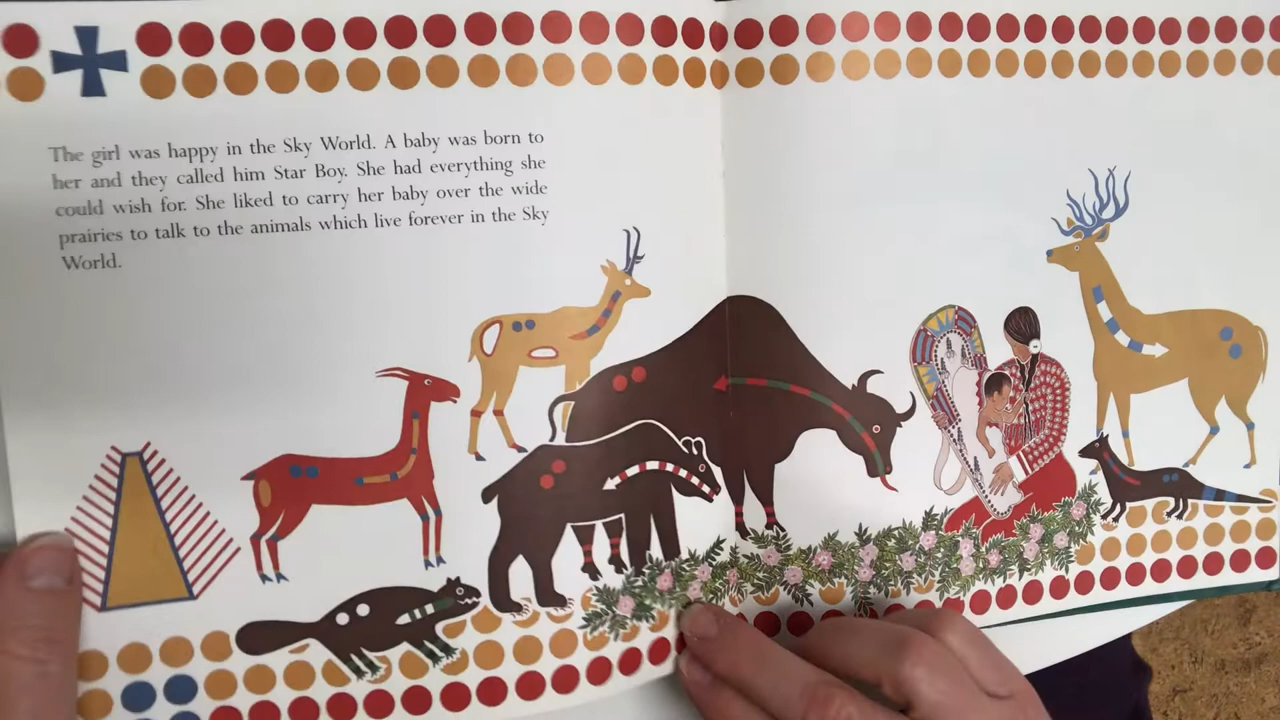 The girl was happy in the Sky World. A baby was born to
her and they called him Star Boy. She had everything she
could wish for. She liked to carry her baby over the wide
prairies to talk to the animals which live forever in the Sky
World.